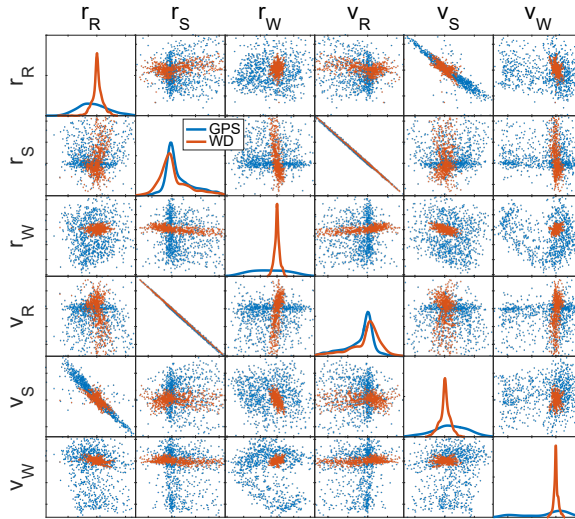 r_R r_S r_W v_R v_S v_W
r_R
r_S
GPS
WD
r_W
v_R
v_S
v_W